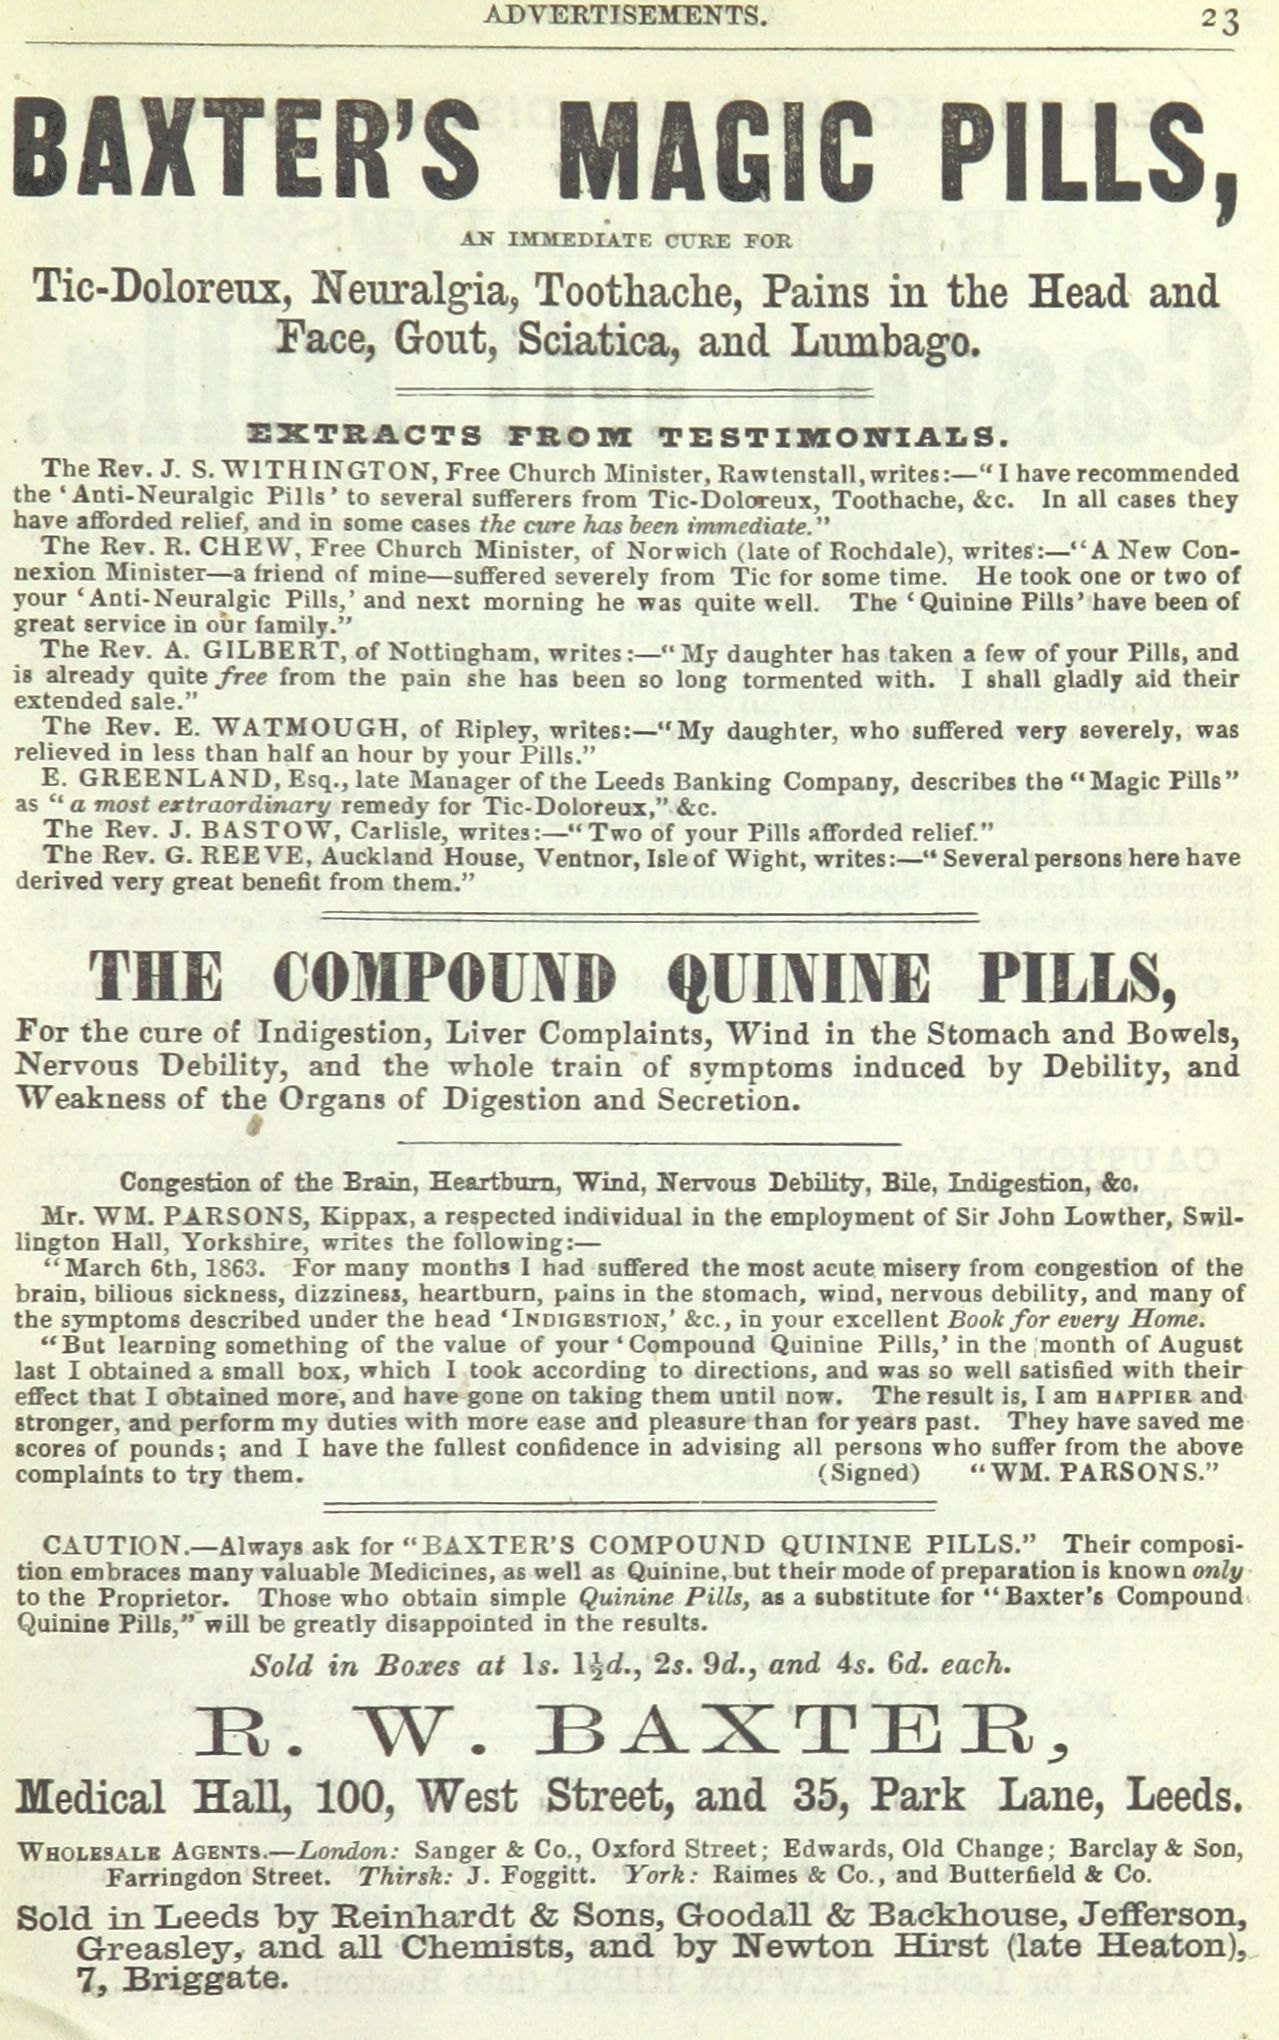 ADVERTISEMENTS. 23
BAXTER'S MAGIC PILLS,
AN IMMEDIATE CURE FOR
Tic-Doloreux, Neuralgia, Toothache, Pains in the Head and
Face, Gout, Sciatica, and Lumbago.
EXTRACTS FROM TESTIMONIALS.
The Rev. J. S. WITHINGTON, Free Church Minister, Rawtenstall, writes:—"I have recommended
the 'Anti-Neuralgic Pills' to several sufferers from Tic-Doloreux, Toothache, &c. In all cases they
have afforded relief, and in some cases the cure has been immediate."
The Rev. R. CHEW, Free Church Minister, of Norwich (late of Rochdale), writes:—"A New Con-
nexion Minister—a friend of mine—suffered severely from Tic for some time. He took one or two of
your 'Anti-Neuralgic Pills,' and next morning he was quite well. The 'Quinine Pills' have been of
great service in our family."
The Rev. A. GILBERT, of Nottingham, writes:—"My daughter has taken a few of your Pills, and
is already quite free from the pain she has been so long tormented with. I shall gladly aid their
extended sale."
The Rev. E. WATMOUGH, of Ripley, writes:—"My daughter, who suffered very severely, was
relieved in less than half an hour by your Pills."
E. GREENLAND, Esq., late Manager of the Leeds Banking Company, describes the "Magic Pills"
as "a most extraordinary remedy for Tic-Doloreux," &c.
The Rev. J. BASTOW, Carlisle, writes:—"Two of your Pills afforded relief."
The Rev. G. REEVE, Auckland House, Ventnor, Isle of Wight, writes:—"Several persons here have
derived very great benefit from them."
THE COMPOUND QUININE PILLS,
For the cure of Indigestion, Liver Complaints, Wind in the Stomach and Bowels,
Nervous Debility, and the whole train of symptoms induced by Debility, and
Weakness of the Organs of Digestion and Secretion.
Congestion of the Brain, Heartburn, Wind, Nervous Debility, Bile, Indigestion, &c.
Mr. WM. PARSONS, Kippax, a respected individual in the employment of Sir John Lowther, Swil-
lington Hall, Yorkshire, writes the following:—
"March 6th, 1863. For many months I had suffered the most acute misery from congestion of the
brain, bilious sickness, dizziness, heartburn, pains in the stomach, wind, nervous debility, and many of
the symptoms described under the head 'INDIGESTION,' &c., in your excellent Book for every Home.
"But learning something of the value of your 'Compound Quinine Pills,' in the month of August
last I obtained a small box, which I took according to directions, and was so well satisfied with their
effect that I obtained more, and have gone on taking them until now. The result is, I am HAPPIER and
stronger, and perform my duties with more ease and pleasure than for years past. They have saved me
scores of pounds; and I have the fullest confidence in advising all persons who suffer from the above
complaints to try them. (Signed) "WM. PARSONS."
CAUTION.—Always ask for "BAXTER'S COMPOUND QUININE PILLS." Their composi-
tion embraces many valuable Medicines, as well as Quinine, but their mode of preparation is known only
to the Proprietor. Those who obtain simple Quinine Pills, as a substitute for "Baxter's Compound
Quinine Pills," will be greatly disappointed in the results.
Sold in Boxes at 1s. 1½d., 2s. 9d., and 4s. 6d. each.
R. W. BAXTER,
Medical Hall, 100, West Street, and 35, Park Lane, Leeds.
WHOLESALE AGENTS.—London: Sanger & Co., Oxford Street; Edwards, Old Change; Barclay & Son,
Farringdon Street. Thirsk: J. Foggitt. York: Raimes & Co., and Butterfield & Co.
Sold in Leeds by Reinhardt & Sons, Goodall & Backhouse, Jefferson,
Greasley, and all Chemists, and by Newton Hirst (late Heaton),
7, Briggate.